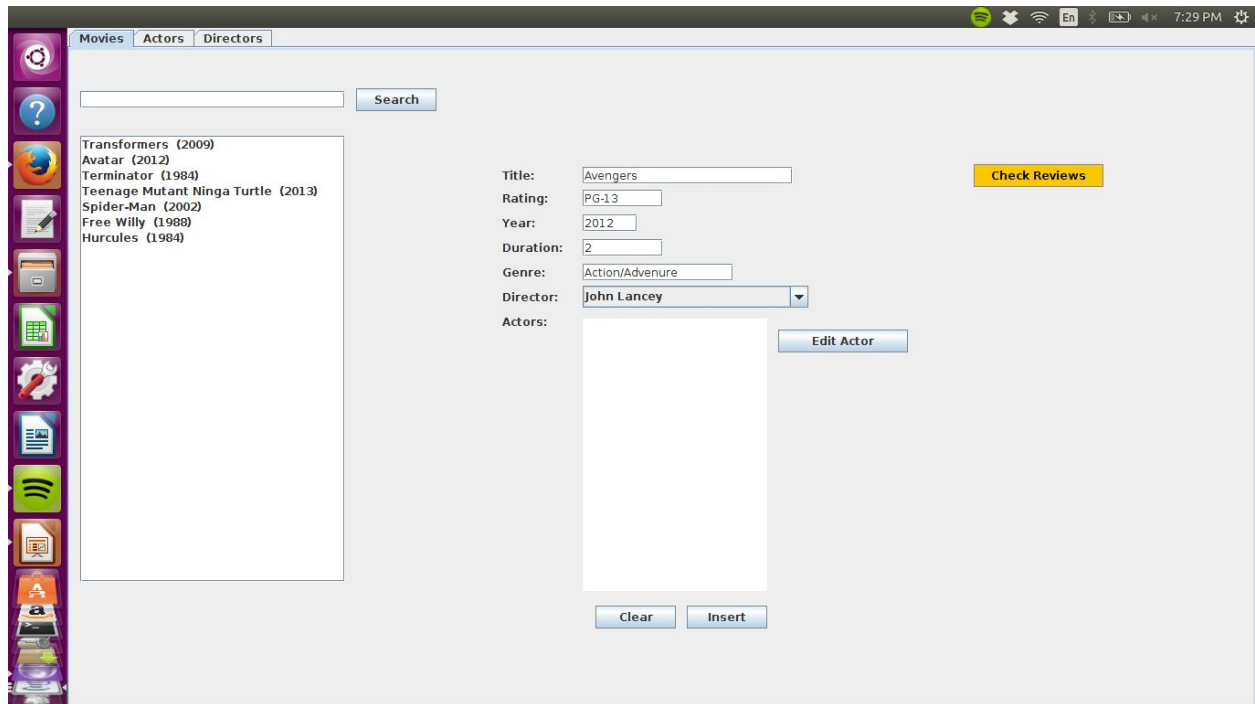 En 7:29 PM
Movies Actors Directors
Search
Transformers (2009)
Avatar (2012)
Terminator (1984)
Teenage Mutant Ninga Turtle (2013)
Spider-Man (2002)
Free Willy (1988)
Hurcules (1984)
Title: Avengers
Rating: PG-13
Year: 2012
Duration: 2
Genre: Action/Advenure
Director: John Lancey
Actors:
Check Reviews
Edit Actor
Clear Insert